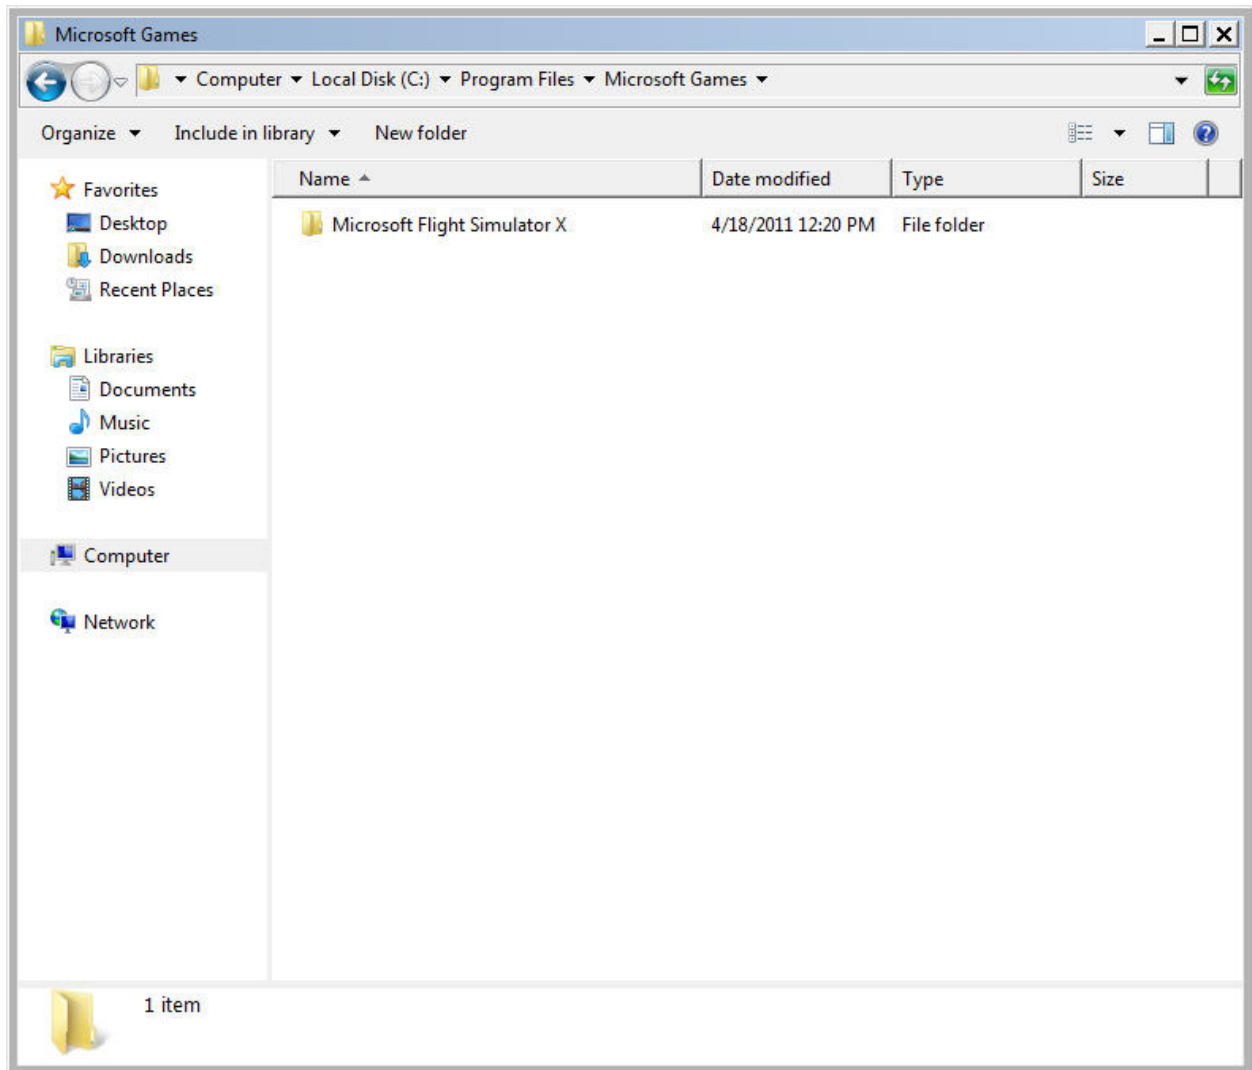 Microsoft Games
Computer Local Disk (C:) Program Files Microsoft Games
Organize Include in library New folder
Name Date modified Type Size
Microsoft Flight Simulator X 4/18/2011 12:20 PM File folder
Favorites
Desktop
Downloads
Recent Places
Libraries
Documents
Music
Pictures
Videos
Computer
Network
1 item